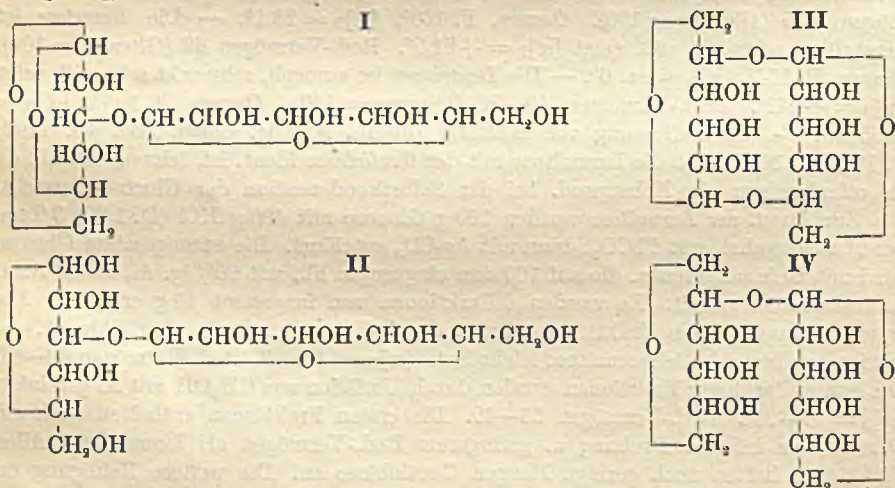 I
CH
HCOH
O O HC—O·CH·CHOH·CHOH·CHOH·CH·CH₂OH
O
HCOH
CH
CH₂
III
CH₂
CH—O—CH
CHOH CHOH
O CHOH CHOH O
CHOH CHOH
CH—O—CH
CH₂
II
CHOH
CHOH
O CH—O—CH·CHOH·CHOH·CHOH·CH·CH₂OH
O
CHOH
CH
CH₂OH
IV
CH₂
CH—O—CH
O CHOH CHOH
CHOH CHOH O
CHOH CHOH
CH₂ CHOH
CH₂